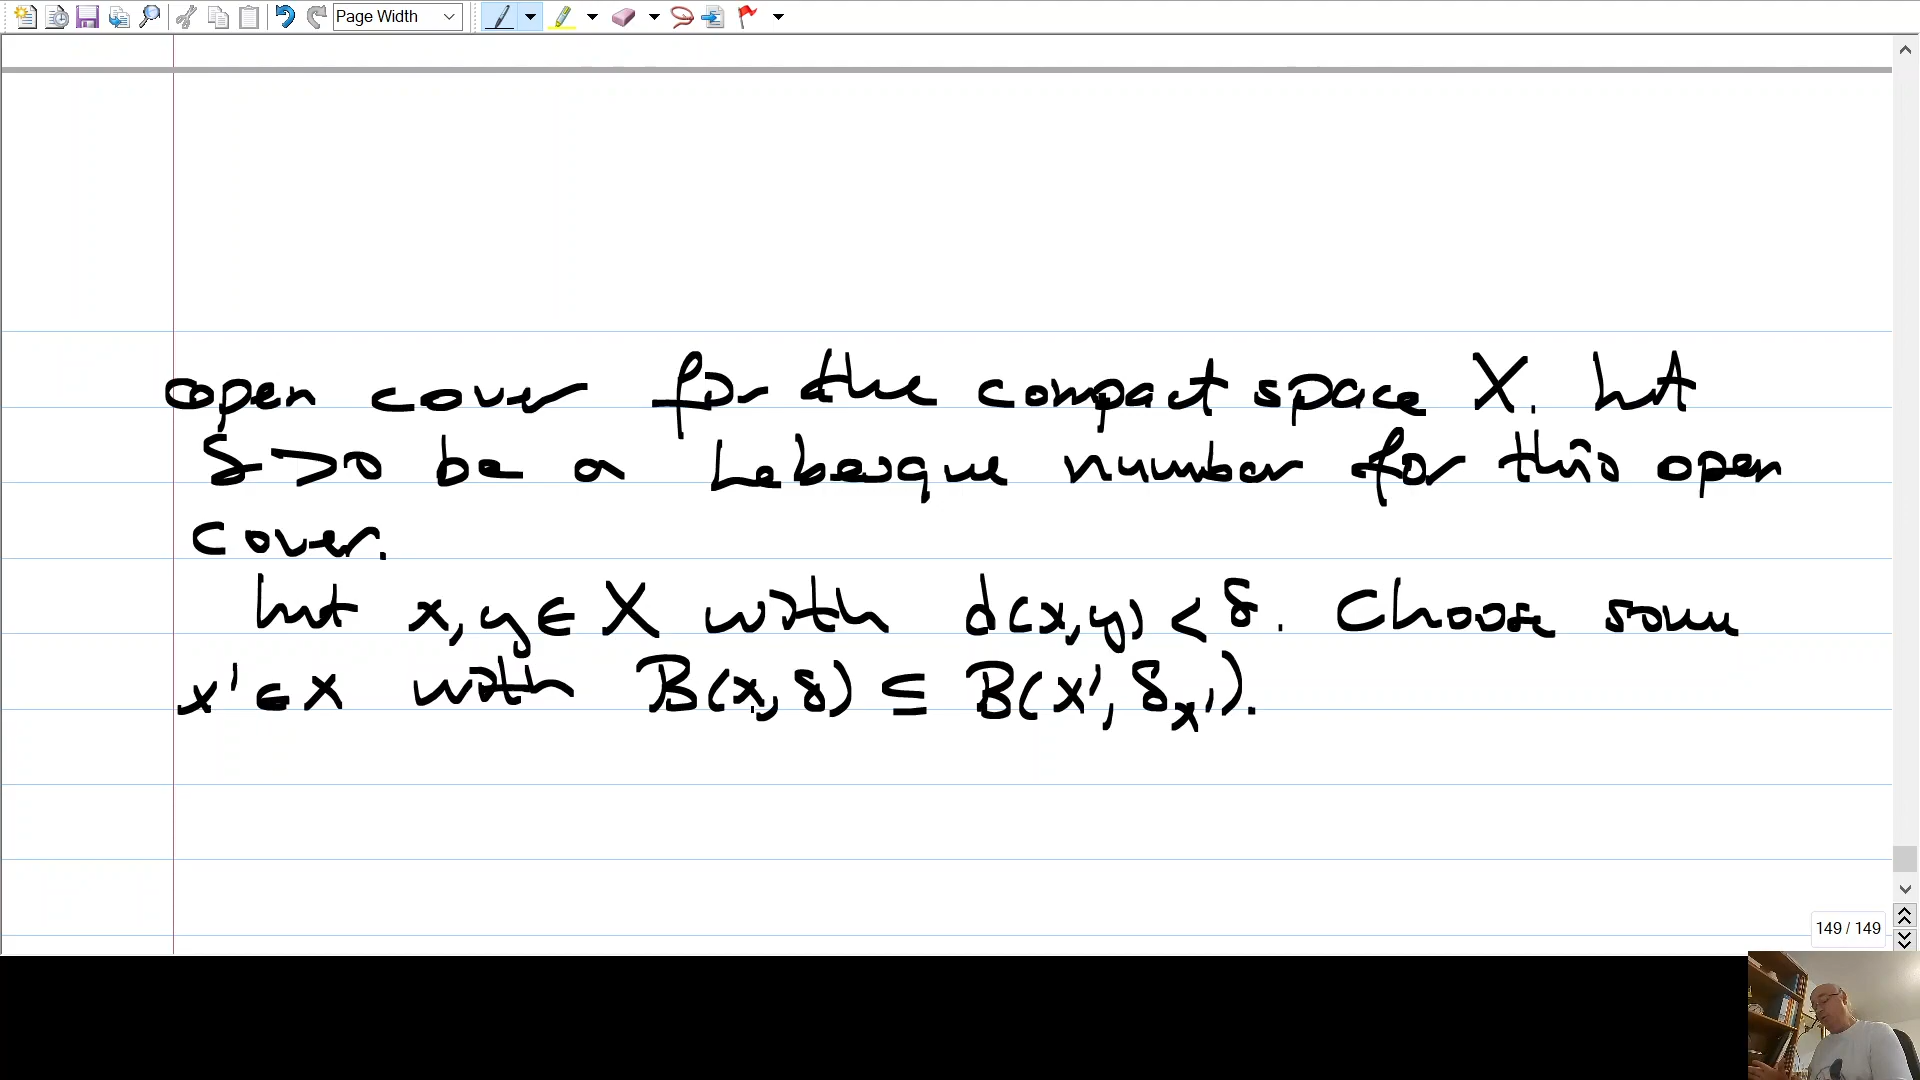 Page Width
open cover for the compact space X. Let
δ > 0 be a Lebesgue number for this open
cover.
Let x, y ∈ X with d(x, y) < δ. Choose some
x' ∈ X with B(x, δ) ⊆ B(x', δ_x').
149 / 149